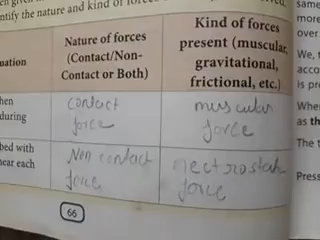 ntify the nature and kind of forces
Nature of forces
(Contact/Non-
Contact or Both)
Kind of forces
present (muscular,
gravitational,
frictional, etc.)
uation
hen
during
contact
force
muscular
force
bed with
near each
Non contact
force
electrostatic
force
66
same
more
over
We, t
acco
is pr
Whe
as th
The t
Press